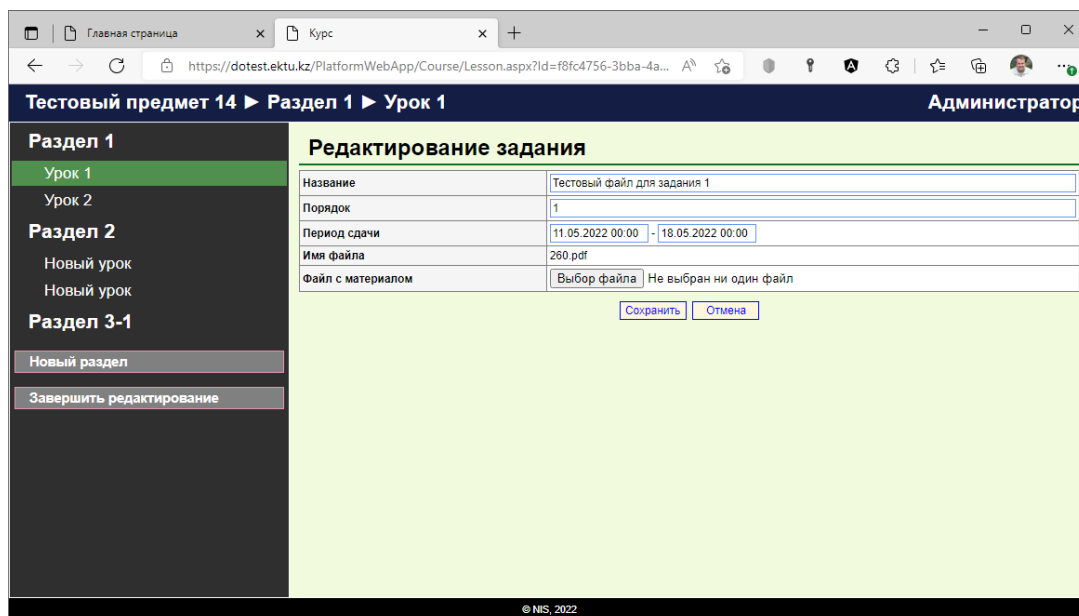 Главная страница
Курс
https://dotest.ektu.kz/PlatformWebApp/Course/Lesson.aspx?Id=f8fc4756-3bba-4a...
Тестовый предмет 14 ► Раздел 1 ► Урок 1
Администратор
Раздел 1
Урок 1
Урок 2
Раздел 2
Новый урок
Новый урок
Раздел 3-1
Новый раздел
Завершить редактирование
Редактирование задания
Название Тестовый файл для задания 1
Порядок 1
Период сдачи 11.05.2022 00:00 - 18.05.2022 00:00
Имя файла 260.pdf
Файл с материалом Выбор файла Не выбран ни один файл
Сохранить Отмена
© NIS, 2022